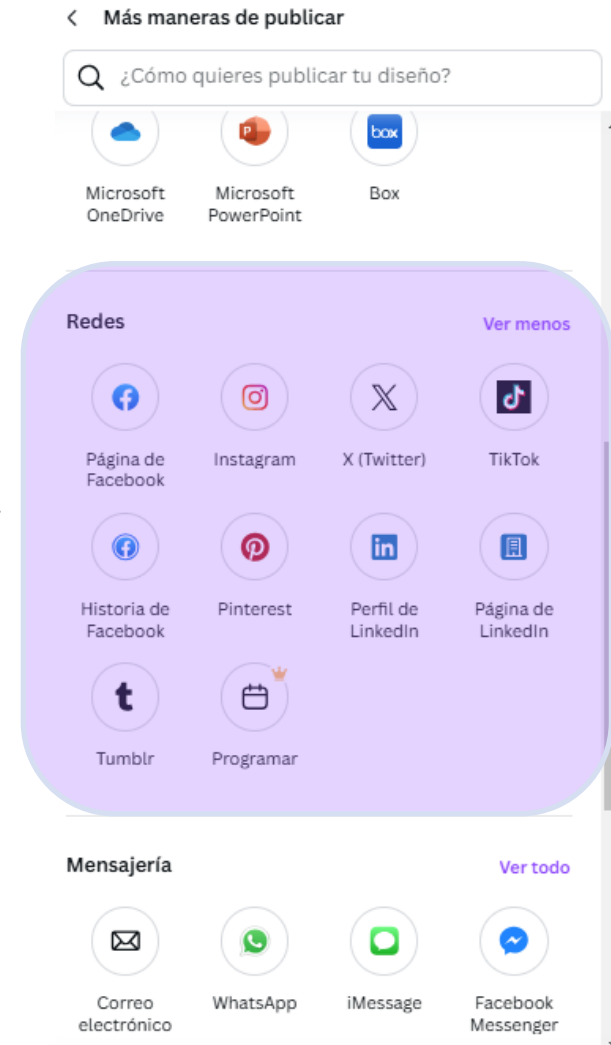 Más maneras de publicar
¿Cómo quieres publicar tu diseño?
P
box
Microsoft
OneDrive
Microsoft
PowerPoint
Box
Redes
Ver menos
Página de
Facebook
Instagram
X (Twitter)
TikTok
in
Historia de
Facebook
Pinterest
Perfil de
LinkedIn
Página de
LinkedIn
Tumblr
Programar
Mensajería
Ver todo
Correo
electrónico
WhatsApp
iMessage
Facebook
Messenger